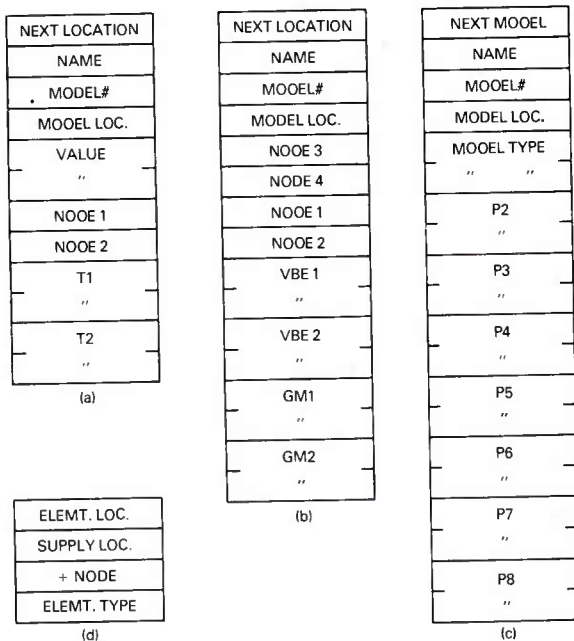 NEXT LOCATION
NAME
MODEL#
MOOEL LOC.
VALUE
"
NOOE 1
NOOE 2
T1
"
T2
"
(a)
NEXT LOCATION
NAME
MOOEL#
MODEL LOC.
NOOE 3
NODE 4
NOOE 1
NOOE 2
VBE 1
"
VBE 2
"
GM1
"
GM2
"
(b)
NEXT MOOEL
NAME
MOOEL#
MODEL LOC.
MOOEL TYPE
" "
P2
"
P3
"
P4
"
P5
"
P6
"
P7
"
P8
"
(c)
ELEMT. LOC.
SUPPLY LOC.
+ NODE
ELEMT. TYPE
(d)